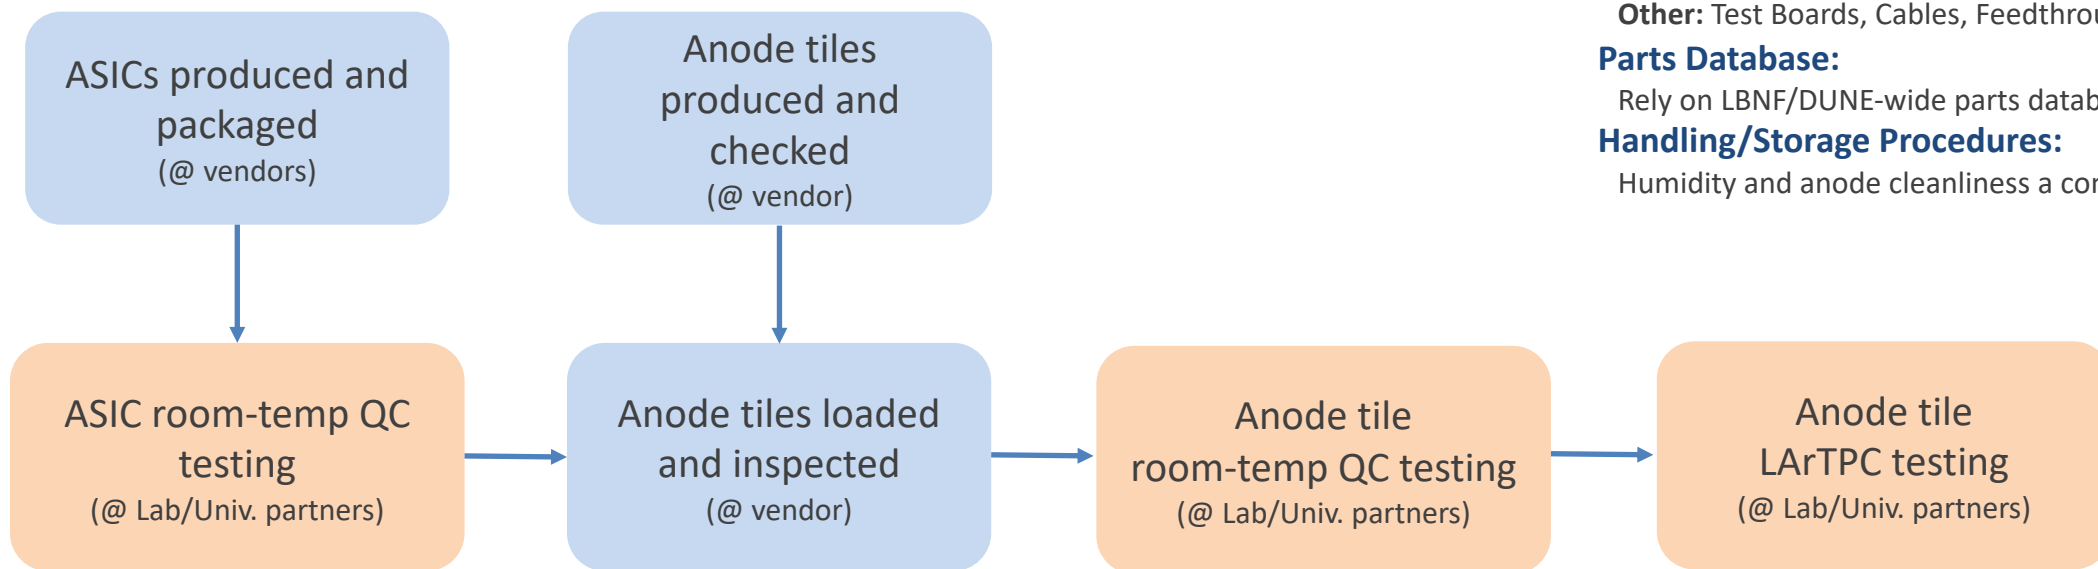 ASICs produced and
packaged
(@ vendors)
Anode tiles
produced and
checked
(@ vendor)
Other: Test Boards, Cables,
Parts Database:
Rely on LBNF/DUNE-wide parts
Handling/Storage Procedures:
Humidity and anode cleanliness a
ASIC room-temp QC
testing
(@ Lab/Univ. partners)
Anode tiles loaded
and inspected
(@ vendor)
Anode tile
room-temp QC testing
(@ Lab/Univ. partners)
Anode tile
LArTPC testing
(@ Lab/Univ. partners)